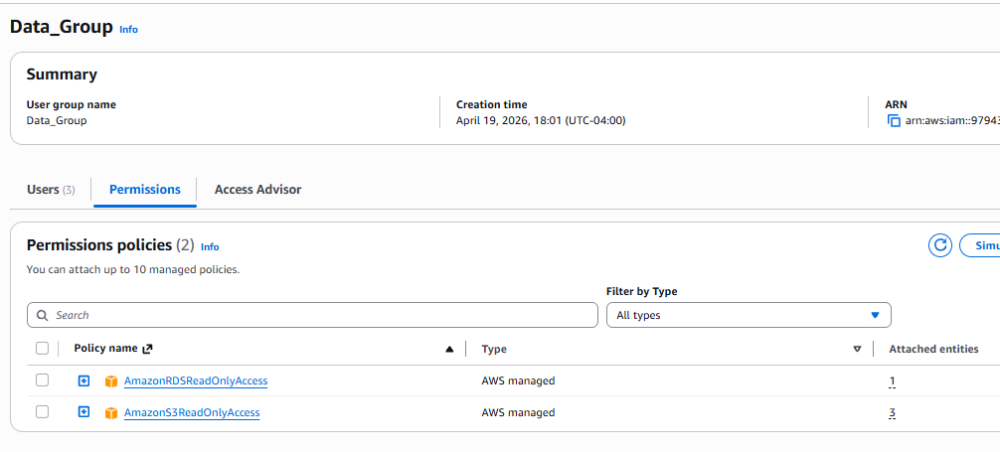 Data_Group Info
Summary
User group name
Data_Group
Creation time
April 19, 2026, 18:01 (UTC-04:00)
ARN
arn:aws:iam::9794
Users (3)
Permissions
Access Advisor
Permissions policies (2) Info
You can attach up to 10 managed policies.
Simu
Filter by Type
Search
All types
Policy name
Type
Attached entities
AmazonRDSReadOnlyAccess
AWS managed
1
AmazonS3ReadOnlyAccess
AWS managed
3